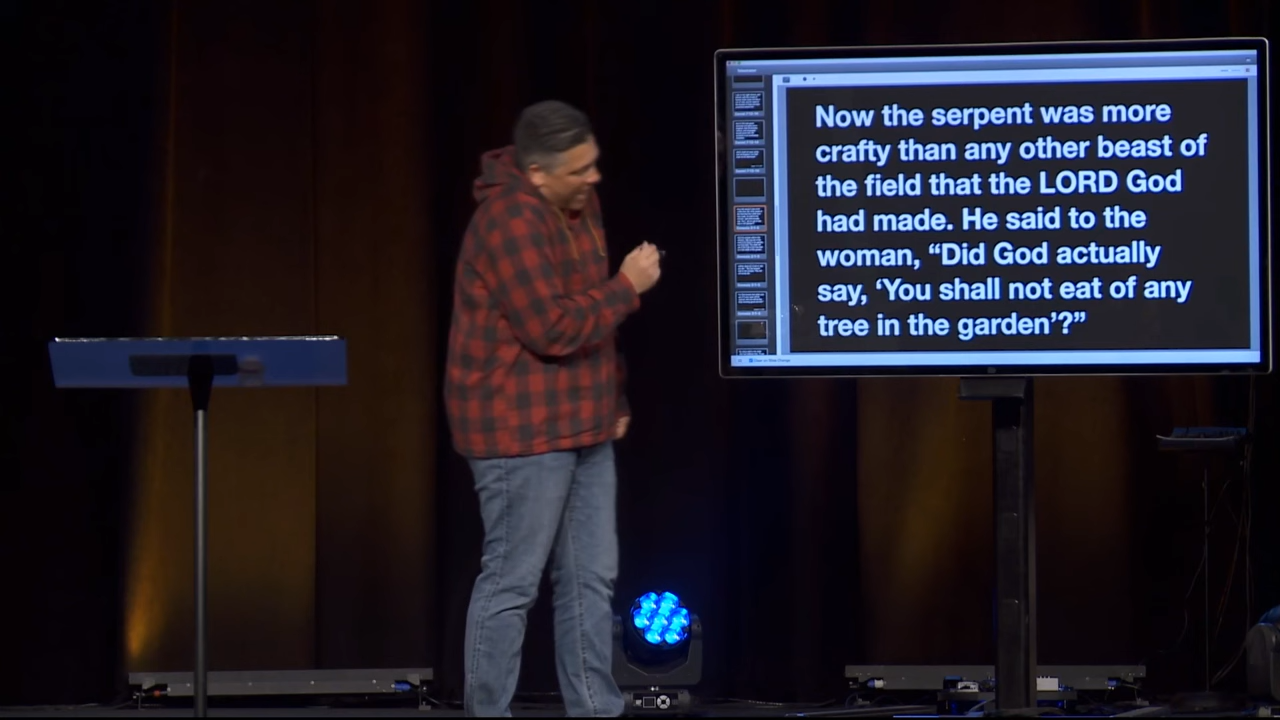 Now the serpent was more
crafty than any other beast of
the field that the LORD God
had made. He said to the
woman, “Did God actually
say, ‘You shall not eat of any
tree in the garden’?”